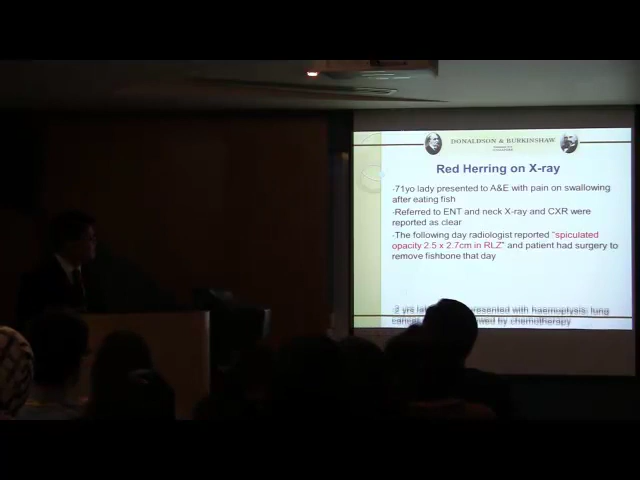 DONALDSON & BURKINSHAW
Red Herring on X-ray
-71yo lady presented to A&E with pain on swallowing
after eating fish
-Referred to ENT and neck X-ray and CXR were
reported as clear
-The following day radiologist reported “spiculated
opacity 2.5 x 2.7cm in RLZ” and patient had surgery to
remove fishbone that day
-2 yrs presented with haemoptysis: lung
cancer by chemotherapy